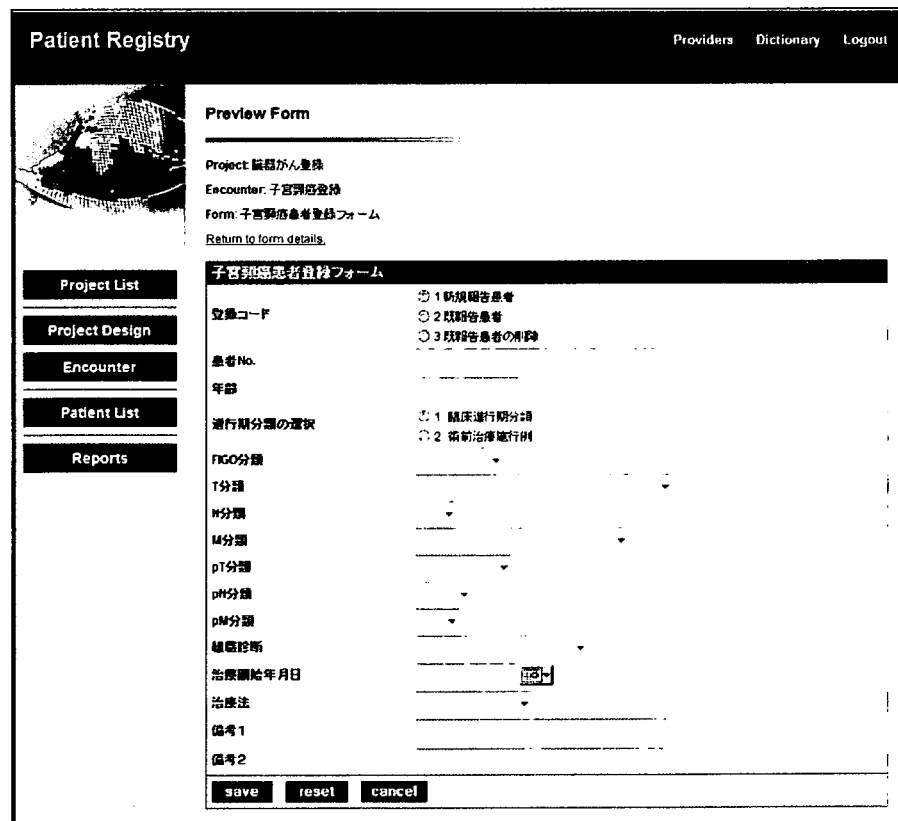 Patient Registry
Providers Dictionary Logout
Preview Form
Project: 臓器がん登録
Encounter: 子宮頸癌登録
Form: 子宮頸癌患者登録フォーム
Return to form details.
Project List
Project Design
Encounter
Patient List
Reports
子宮頸癌患者登録フォーム
登録コード
1 新規報告患者
2 既報告患者
3 既報告患者の削除
患者No.
年齢
進行期分類の選択
1 臨床進行期分類
2 術前治療施行例
FIGO分類
T分類
N分類
M分類
pT分類
pN分類
pM分類
組織診断
治療開始年月日
治療法
備考1
備考2
save reset cancel